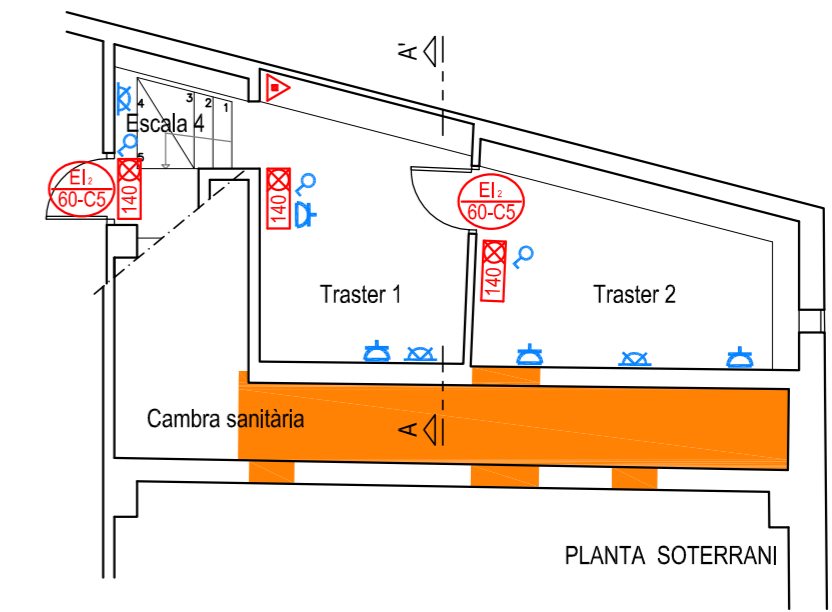 A'
4
3
2
1
Escala 4
5
EI₂
60-C5
140
140
EI₂
60-C5
140
Traster 1
Traster 2
Cambra sanitària
A
PLANTA SOTERRANI